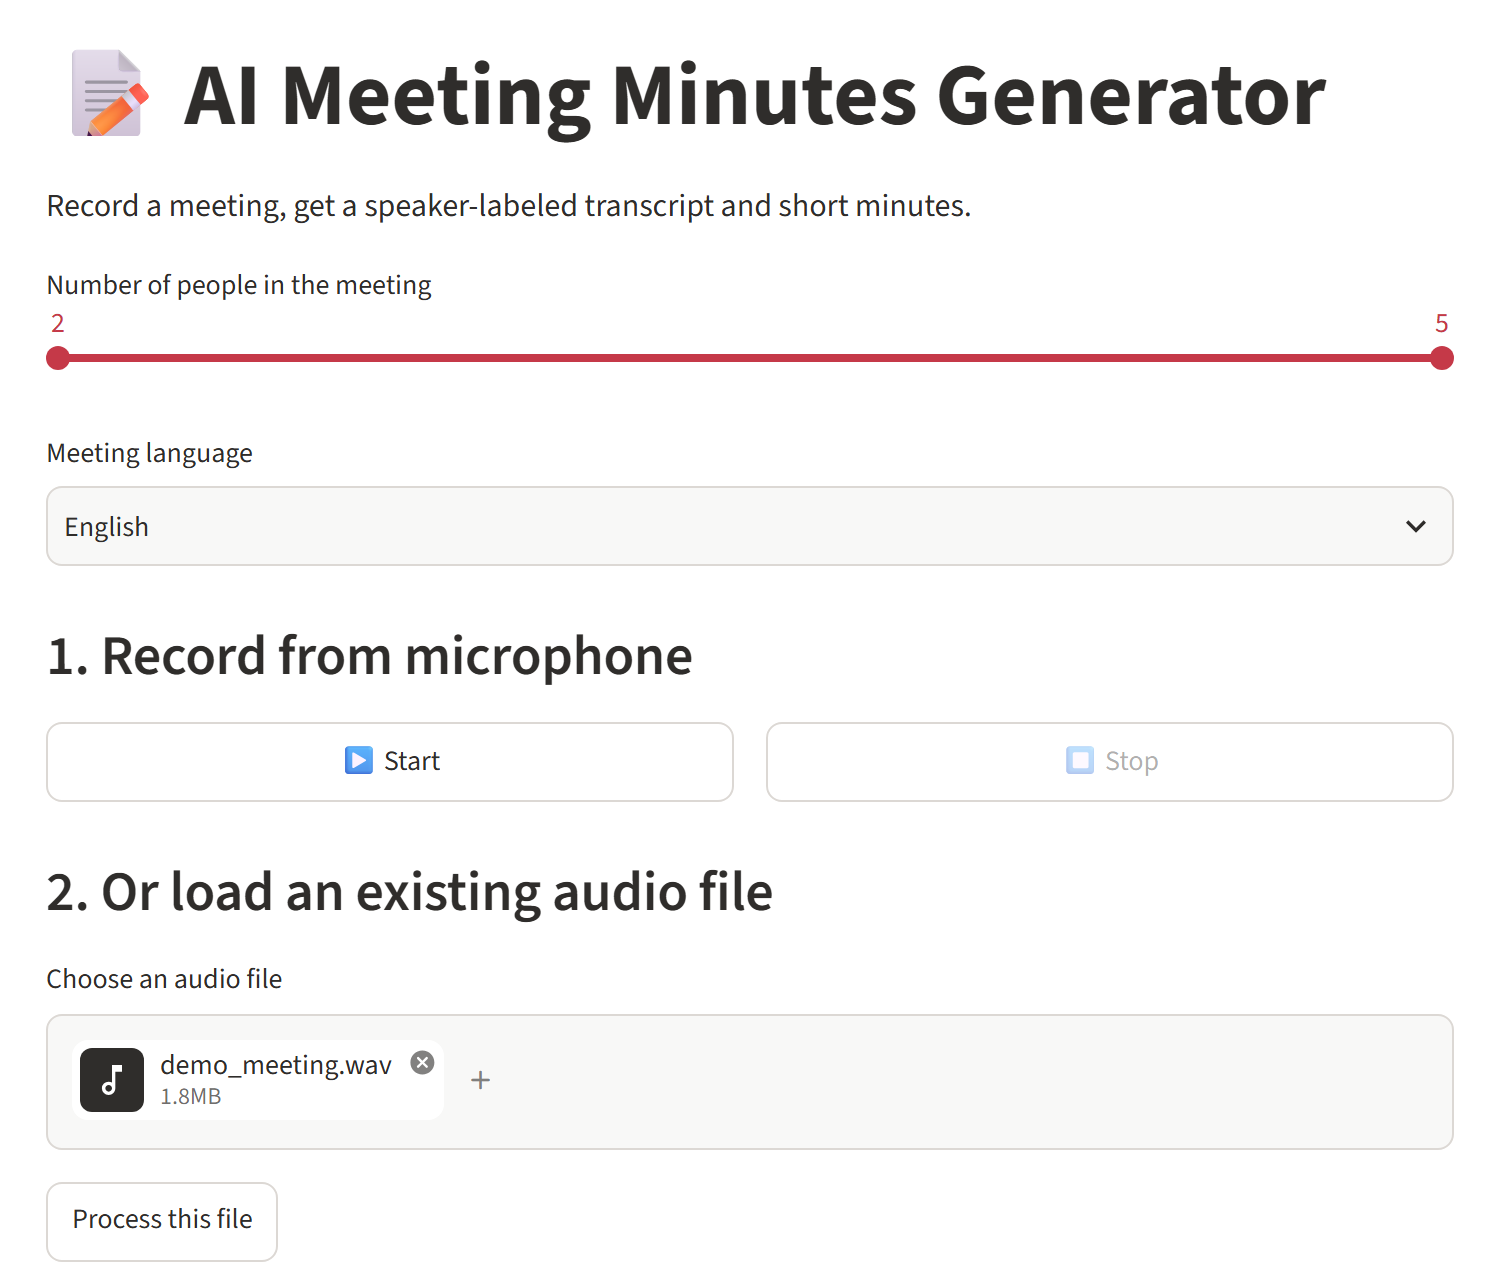 AI Meeting Minutes Generator
Record a meeting, get a speaker-labeled transcript and short minutes.
Number of people in the meeting
2 5
Meeting language
English
1. Record from microphone
Start Stop
2. Or load an existing audio file
Choose an audio file
demo_meeting.wav
1.8MB
Process this file